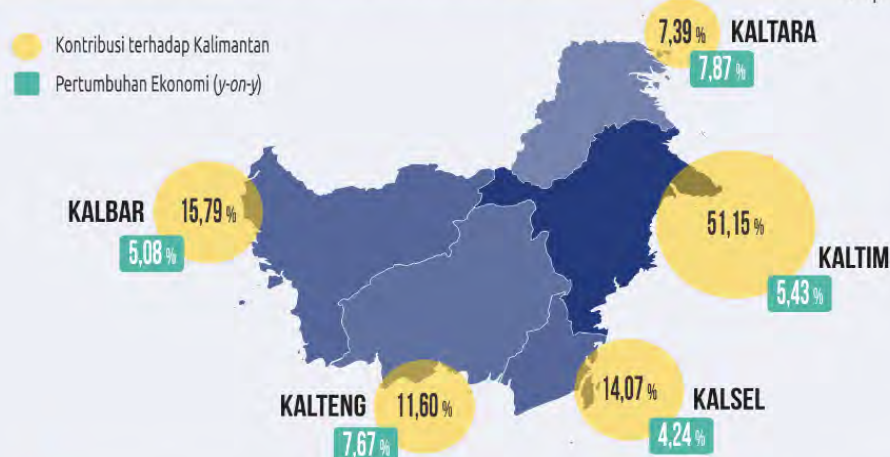 Kontribusi terhadap Kalimantan
Pertumbuhan Ekonomi (y-on-y)
7,39 % KALTARA
7,87 %
KALBAR 15,79 %
5,08 %
51,15 %
KALTIM
5,43 %
KALTENG 11,60 %
7,67 %
14,07 % KALSEL
4,24 %